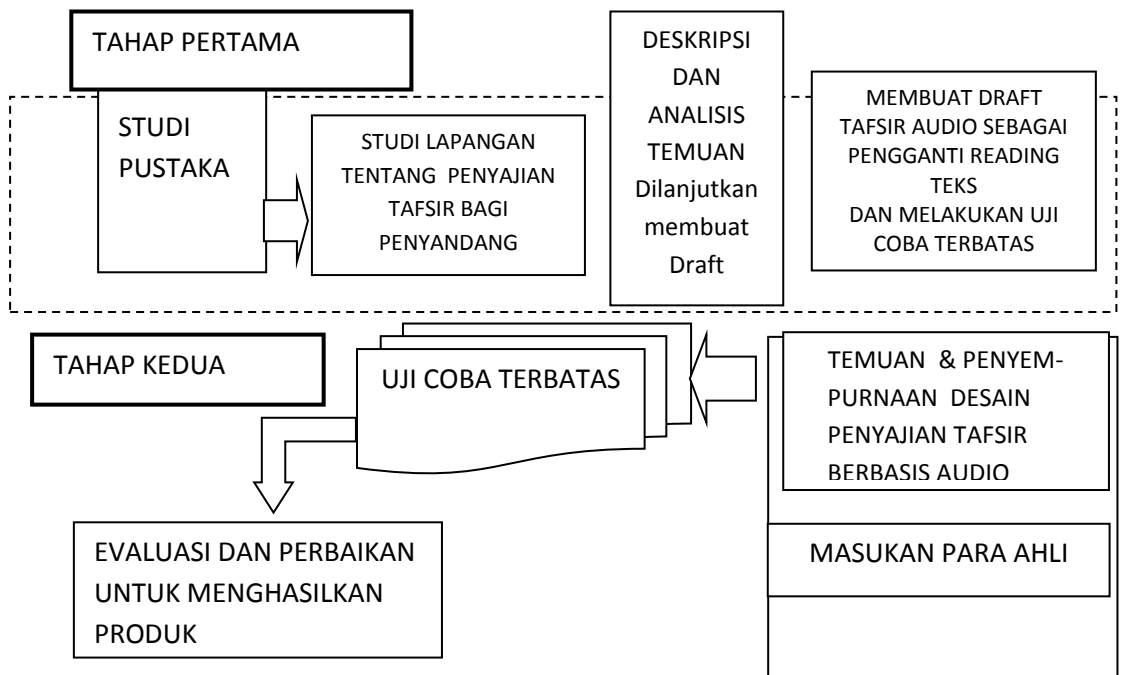 TAHAP PERTAMA
STUDI
PUSTAKA
STUDI LAPANGAN
TENTANG PENYAJIAN
TAFSIR BAGI
PENYANDANG
DESKRIPSI
DAN
ANALISIS
TEMUAN
Dilanjutkan
membuat
Draft
MEMBUAT DRAFT
TAFSIR AUDIO SEBAGAI
PENGGANTI READING
TEKS
DAN MELAKUKAN UJI
COBA TERBATAS
TAHAP KEDUA
UJI COBA TERBATAS
TEMUAN & PENYEM-
PURNAAN DESAIN
PENYAJIAN TAFSIR
BERBASIS AUDIO
MASUKAN PARA AHLI
EVALUASI DAN PERBAIKAN
UNTUK MENGHASILKAN
PRODUK